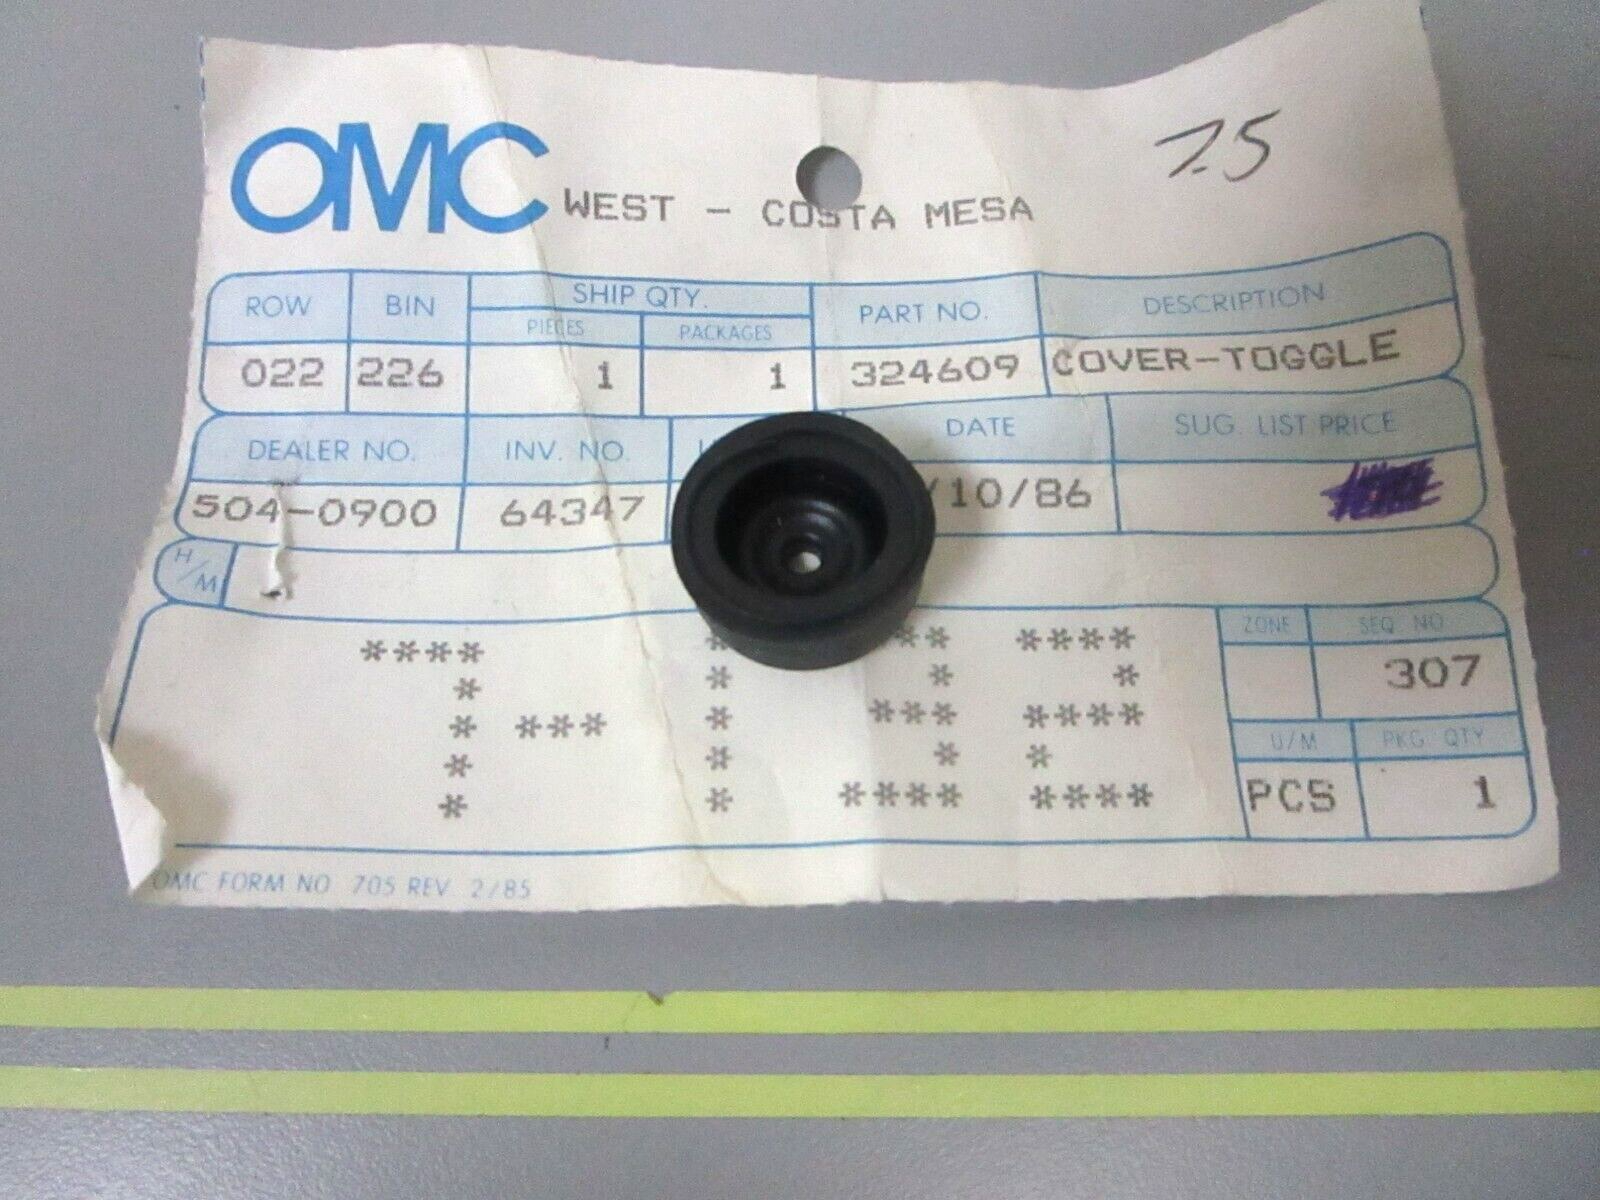 OMC WEST - COSTA MESA
7.5
ROW BIN SHIP QTY. PART NO. DESCRIPTION
PIECES PACKAGES
022 226 1 1 324609 COVER-TOGGLE
DEALER NO. INV. NO. DATE SUG. LIST PRICE
504-0900 64347 /10/86
H/M
**** * ** ****
* * * *
* *** * *** ****
* * * *
* * **** ****
ZONE SEQ NO
307
U/M PKG QTY
PCS 1
OMC FORM NO 705 REV 2/85